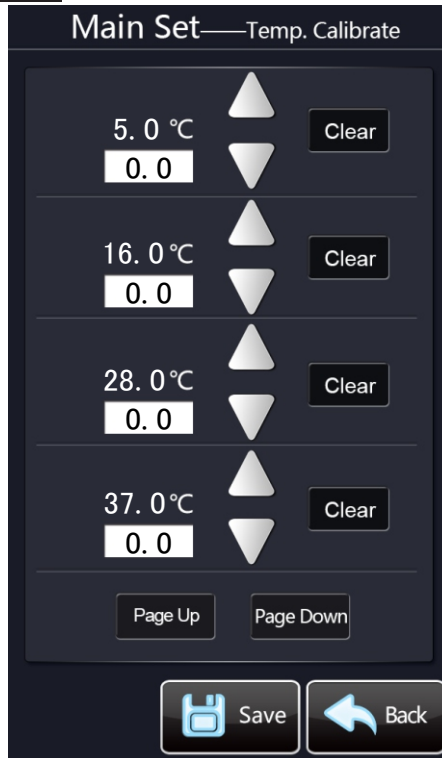 Main Set——Temp. Calibrate
5.0 ℃
Clear
0.0
16.0℃
Clear
0.0
28.0℃
Clear
0.0
37.0℃
Clear
0.0
Page Up Page Down
Save Back